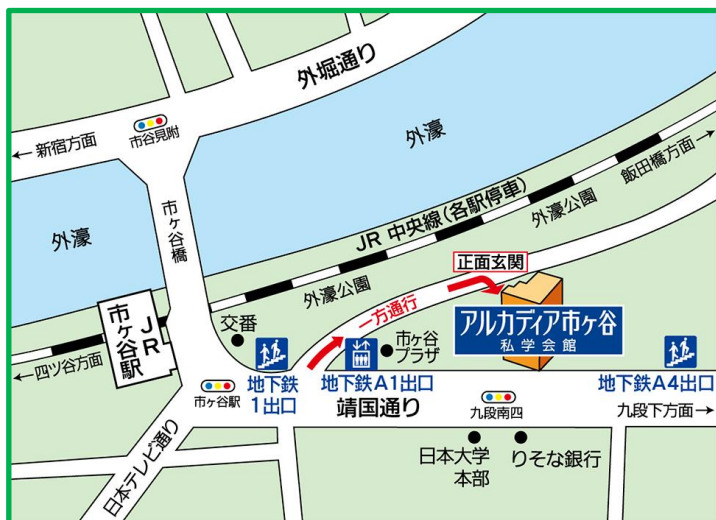 外堀通り
←新宿方面
市谷見附
外濠
飯田橋方面→
外濠
市ヶ谷橋
JR 中央線(各駅停車)
外濠公園
正面玄関
外濠公園
一方通行
アルカディア市ヶ谷
私学会館
JR
市ヶ谷駅
交番
市ヶ谷
プラザ
←四ツ谷方面
地下鉄
1出口
地下鉄A1出口
地下鉄A4出口
市ヶ谷駅
靖国通り
九段南四
九段下方面→
日本テレビ通り
日本大学
本部
りそな銀行